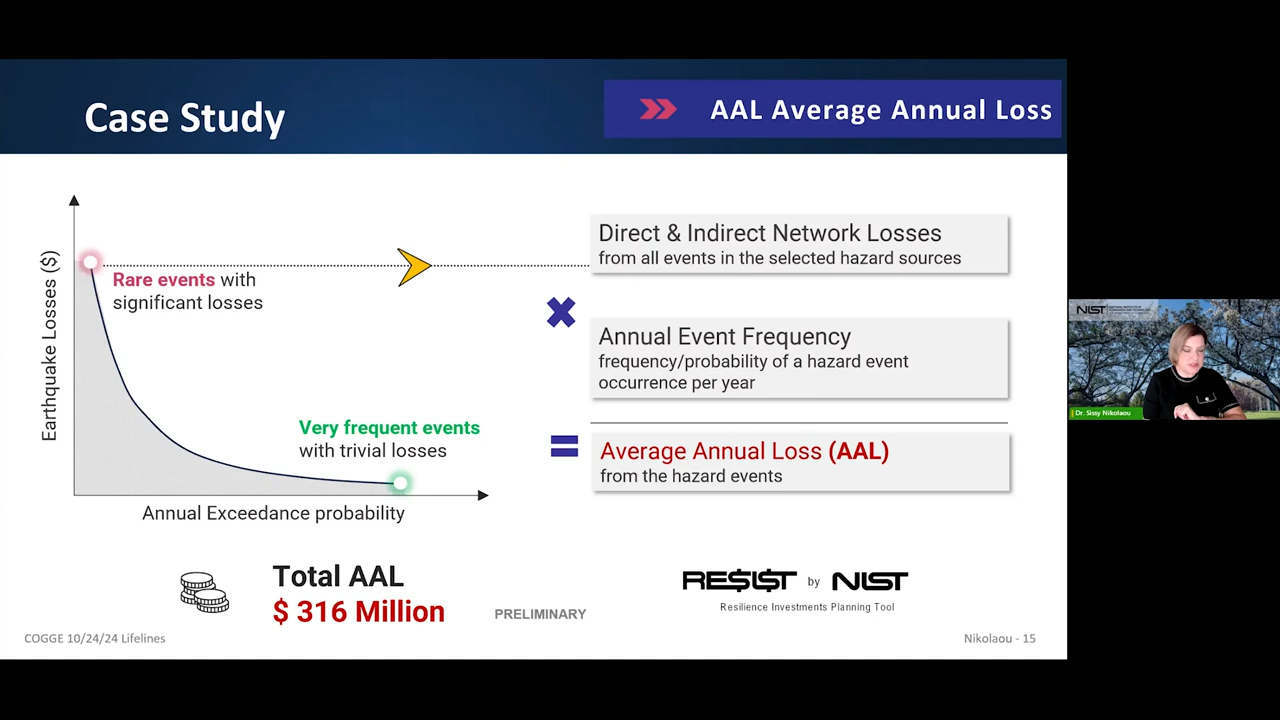 Case Study
AAL Average Annual Loss
Earthquake Losses ($)
Rare events with
significant losses
Very frequent events
with trivial losses
Annual Exceedance probability
Direct & Indirect Network Losses
from all events in the selected hazard sources
Annual Event Frequency
frequency/probability of a hazard event
occurrence per year
Average Annual Loss (AAL)
from the hazard events
Total AAL
$ 316 Million
PRELIMINARY
RE$I$T by NIST
Resilience Investments Planning Tool
COGGE 10/24/24 Lifelines
Nikolaou - 15
NIST
Dr. Sissy Nikolaou